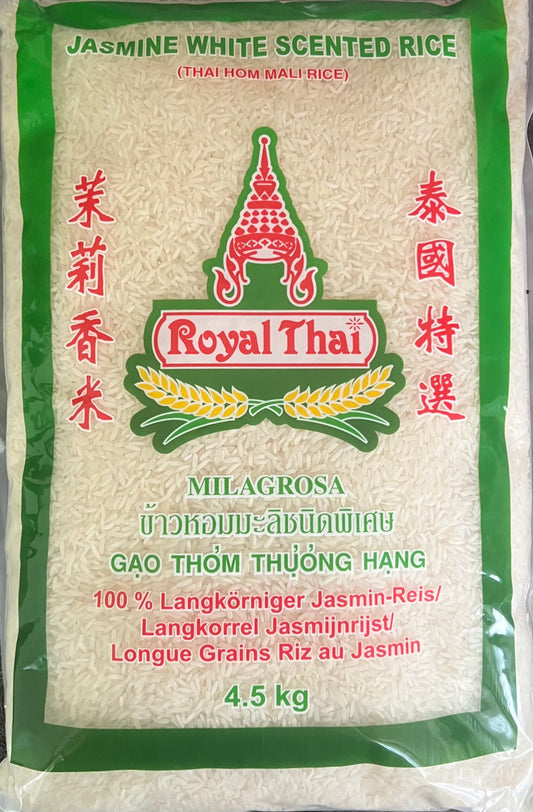 JASMINE WHITE SCENTED RICE
(THAI HOM MALI RICE)
茉莉香米
泰國特選
Royal Thai
MILAGROSA
ข้าวหอมมะลิชนิดพิเศษ
GẠO THỎM THƯỎNG HẠNG
100 % Langkörniger Jasmin-Reis/
Langkorrel Jasmijnrijst/
Longue Grains Riz au Jasmin
4.5 kg